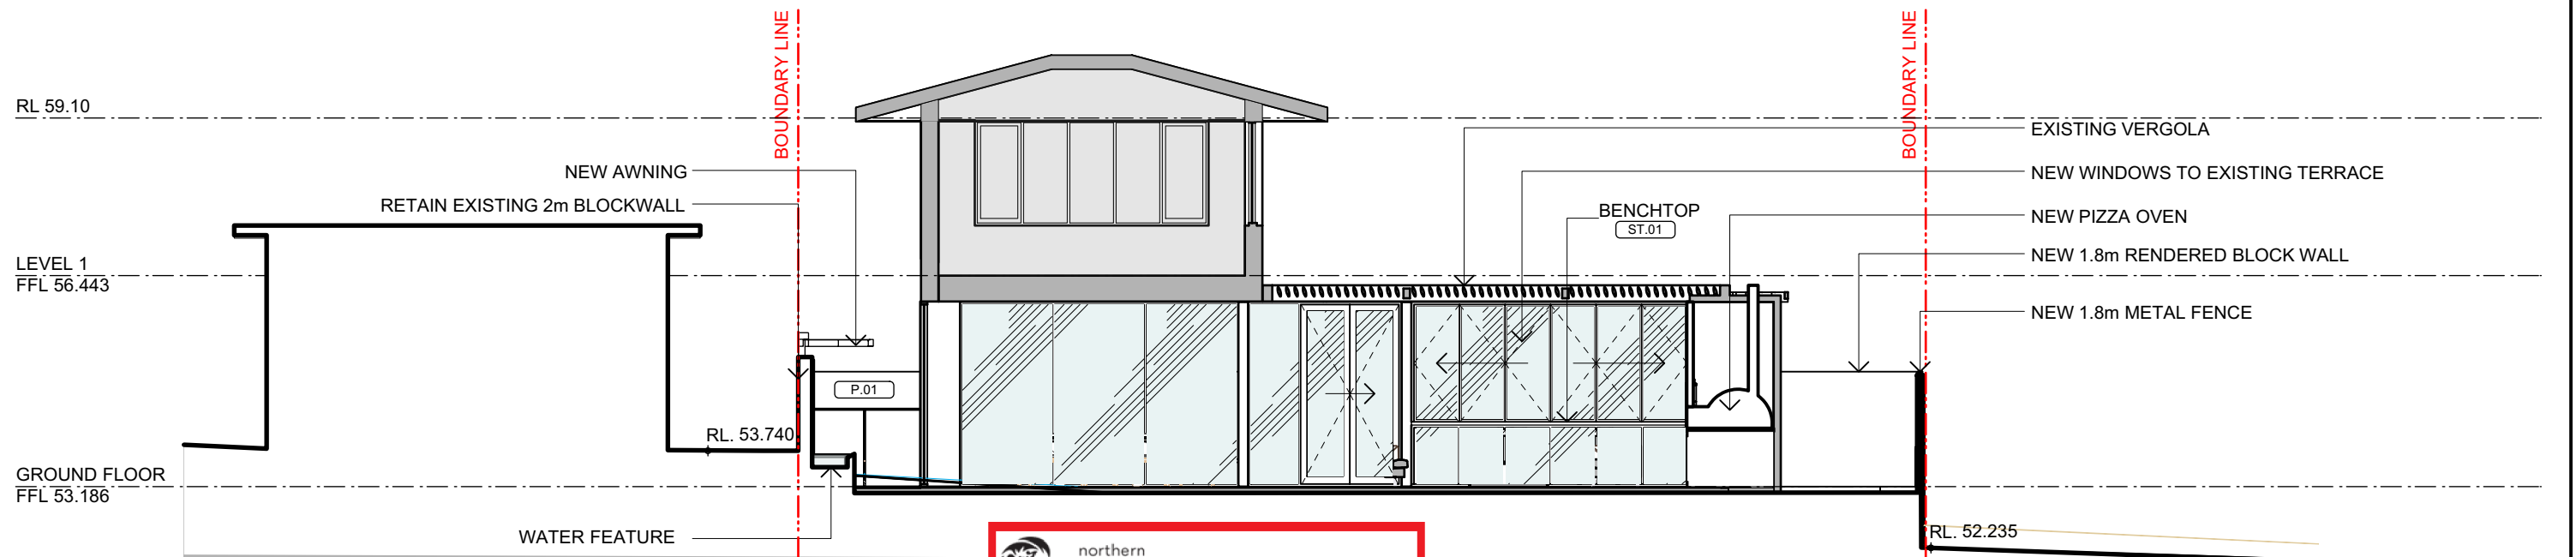 BOUNDARY LINE
BOUNDARY LINE
RL 59.10
EXISTING VERGOLA
NEW AWNING
NEW WINDOWS TO EXISTING TERRACE
RETAIN EXISTING 2m BLOCKWALL
BENCHTOP
ST.01
NEW PIZZA OVEN
LEVEL 1
FFL 56.443
NEW 1.8m RENDERED BLOCK WALL
NEW 1.8m METAL FENCE
P.01
RL. 53.740
GROUND FLOOR
FFL 53.186
WATER FEATURE
RL. 52.235
northern